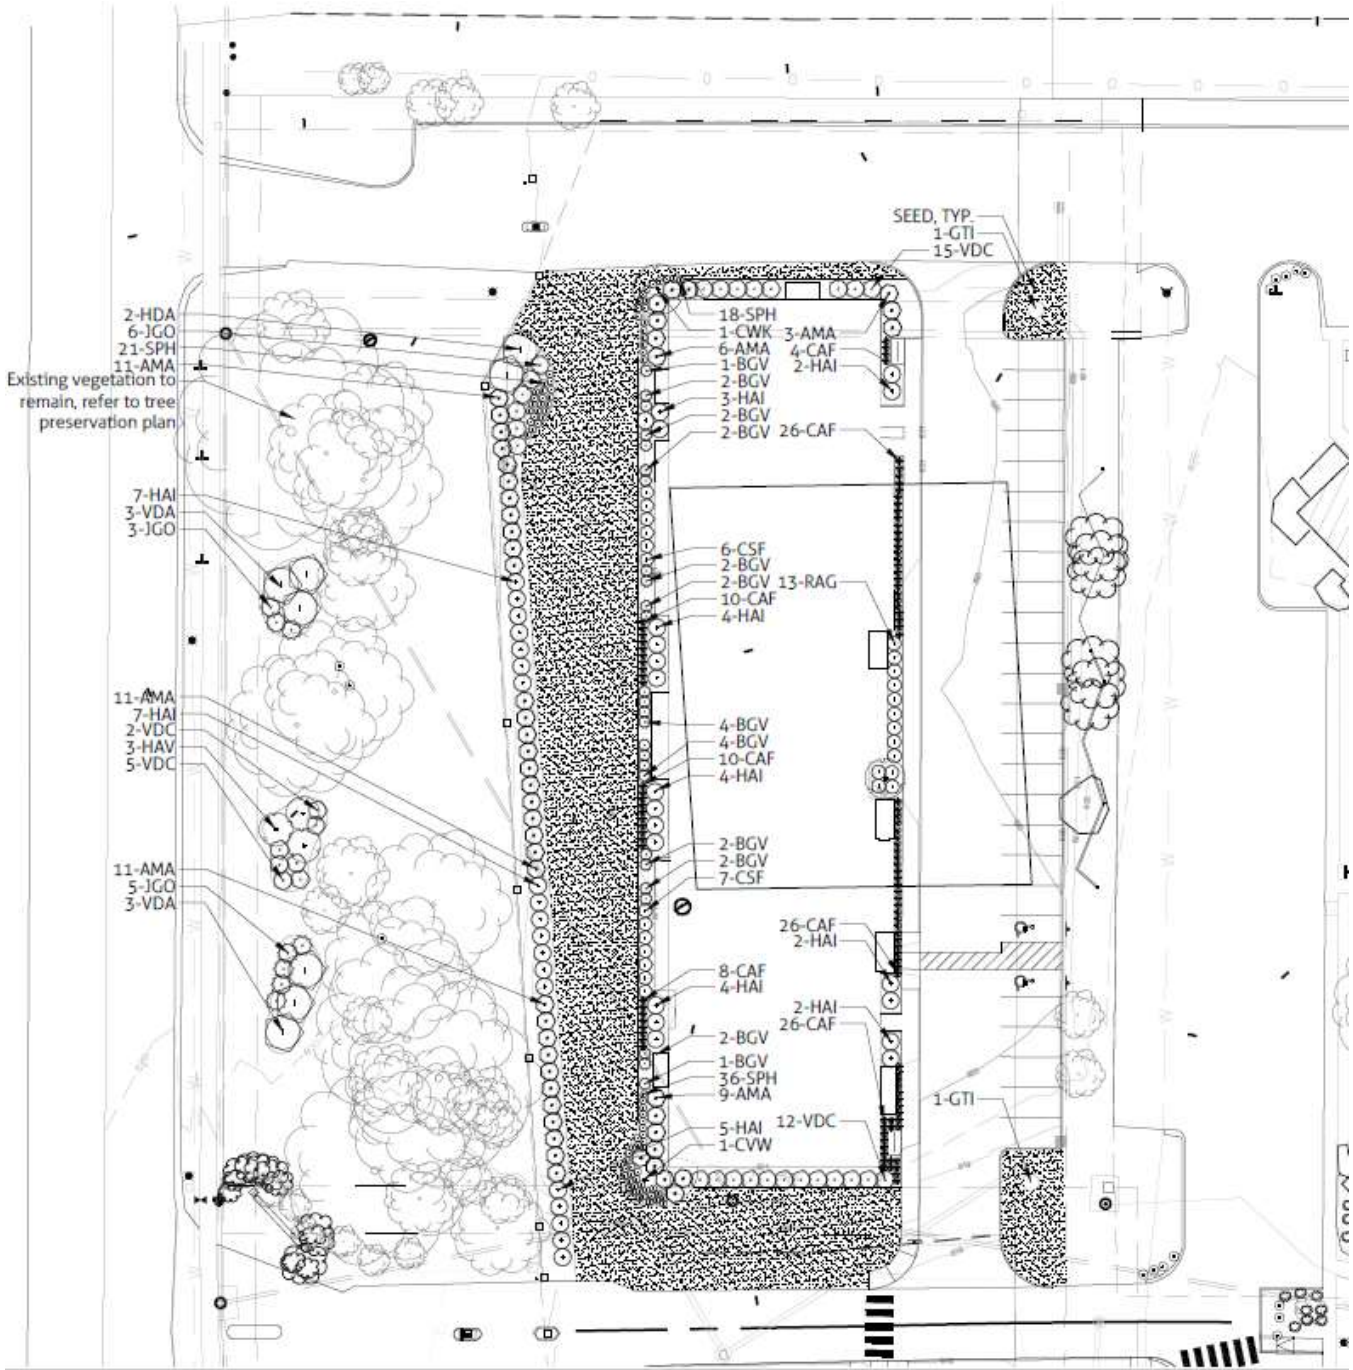 SEED, TYP.
1-GTI
15-VDC
2-HDA
6-JGO
21-SPH
11-AMA
Existing vegetation to
remain, refer to tree
preservation plan
18-SPH
1-CWK
3-AMA
6-AMA
4-CAF
1-BGV
2-HAI
2-BGV
3-HAI
2-BGV
2-BGV
26-CAF
7-HAI
3-VDA
3-JGO
6-CSF
2-BGV
2-BGV
13-RAG
10-CAF
4-HAI
11-AMA
7-HAI
2-VDC
3-HAV
5-VDC
4-BGV
4-BGV
10-CAF
4-HAI
2-BGV
2-BGV
7-CSF
11-AMA
5-JGO
3-VDA
26-CAF
2-HAI
8-CAF
4-HAI
2-HAI
26-CAF
2-BGV
1-BGV
36-SPH
9-AMA
1-GTI
12-VDC
5-HAI
1-CVW